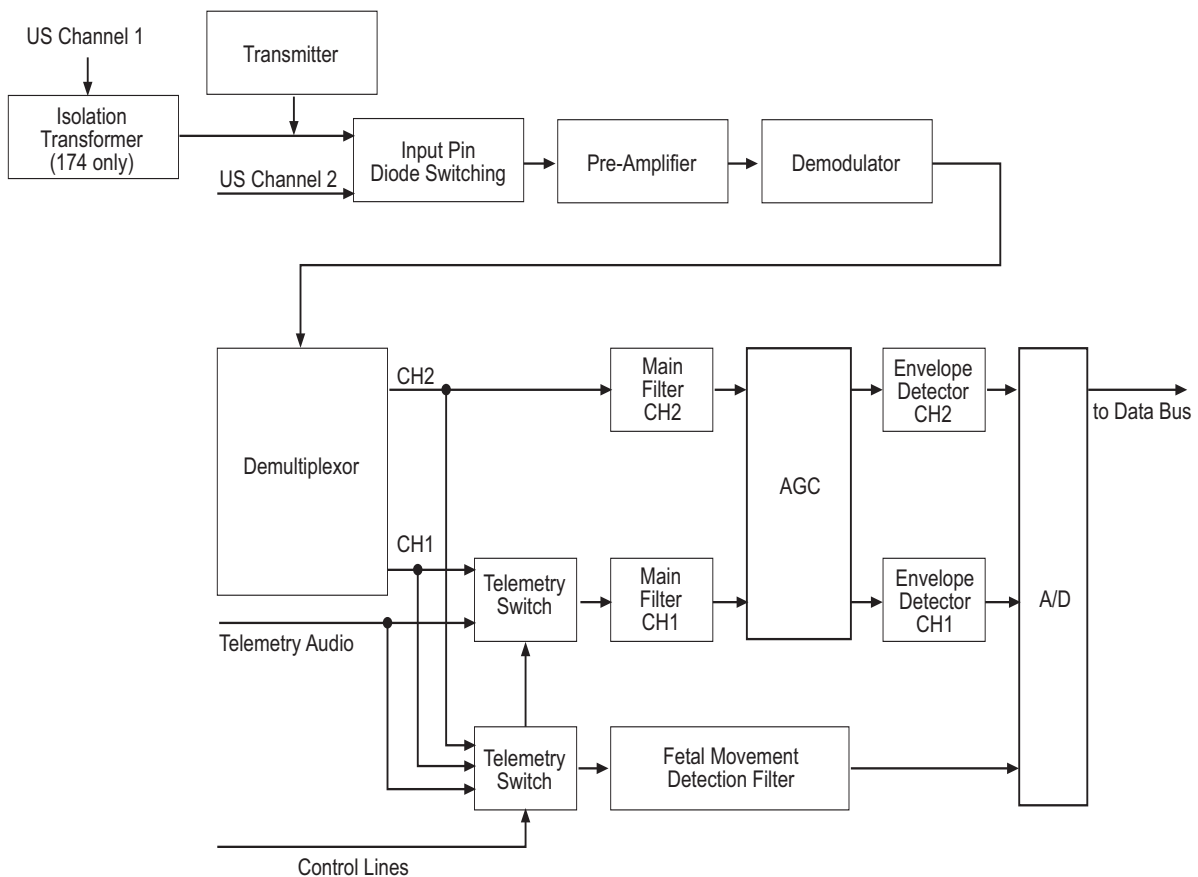 US Channel 1
Transmitter
Isolation
Transformer
(174 only)
Input Pin
Diode Switching
Pre-Amplifier
Demodulator
US Channel 2
Demultiplexor
CH2
Main
Filter
CH2
AGC
Envelope
Detector
CH2
to Data Bus
CH1
Telemetry
Switch
Main
Filter
CH1
Envelope
Detector
CH1
A/D
Telemetry Audio
Telemetry
Switch
Fetal Movement
Detection Filter
Control Lines